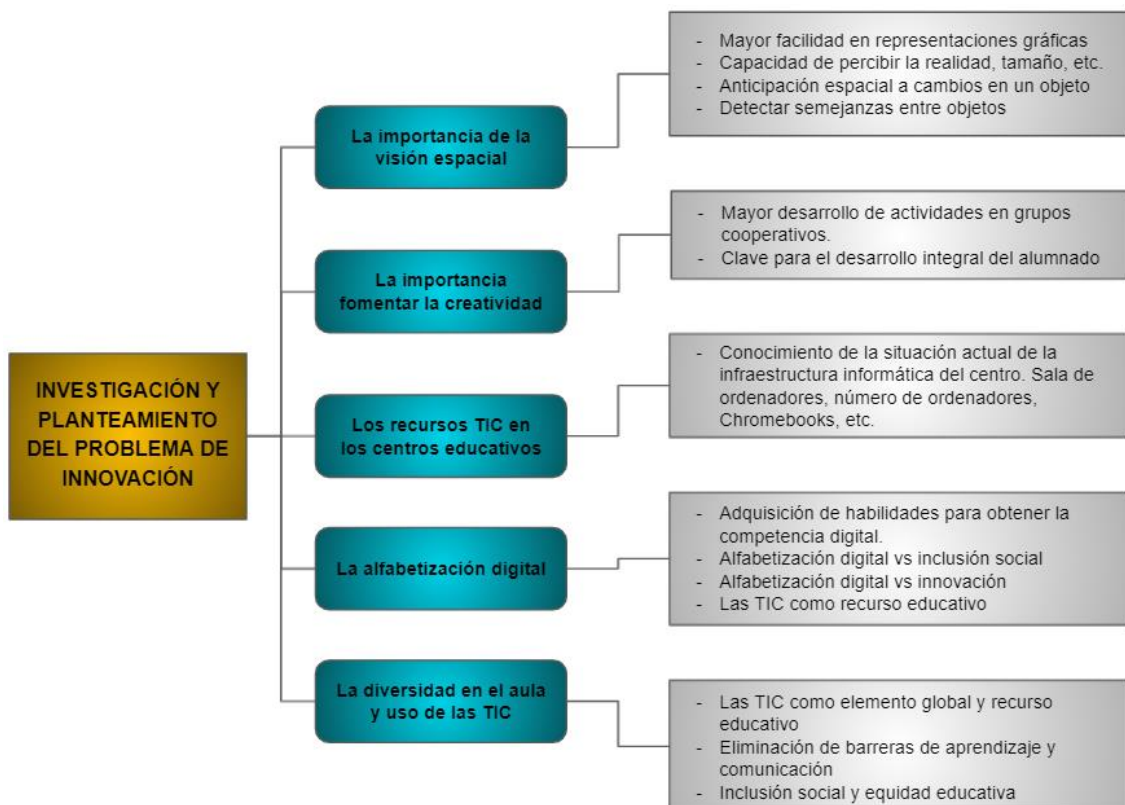 - Mayor facilidad en representaciones gráficas
- Capacidad de percibir la realidad, tamaño, etc.
- Anticipación espacial a cambios en un objeto
- Detectar semejanzas entre objetos
La importancia de la
visión espacial
- Mayor desarrollo de actividades en grupos
cooperativos.
- Clave para el desarrollo integral del alumnado
La importancia
fomentar la creatividad
INVESTIGACIÓN Y
PLANTEAMIENTO
DEL PROBLEMA DE
INNOVACIÓN
- Conocimiento de la situación actual de la
infraestructura informática del centro. Sala de
ordenadores, número de ordenadores,
Chromebooks, etc.
Los recursos TIC en
los centros educativos
- Adquisición de habilidades para obtener la
competencia digital.
- Alfabetización digital vs inclusión social
- Alfabetización digital vs innovación
- Las TIC como recurso educativo
La alfabetización digital
La diversidad en el aula
y uso de las TIC
- Las TIC como elemento global y recurso
educativo
- Eliminación de barreras de aprendizaje y
comunicación
- Inclusión social y equidad educativa